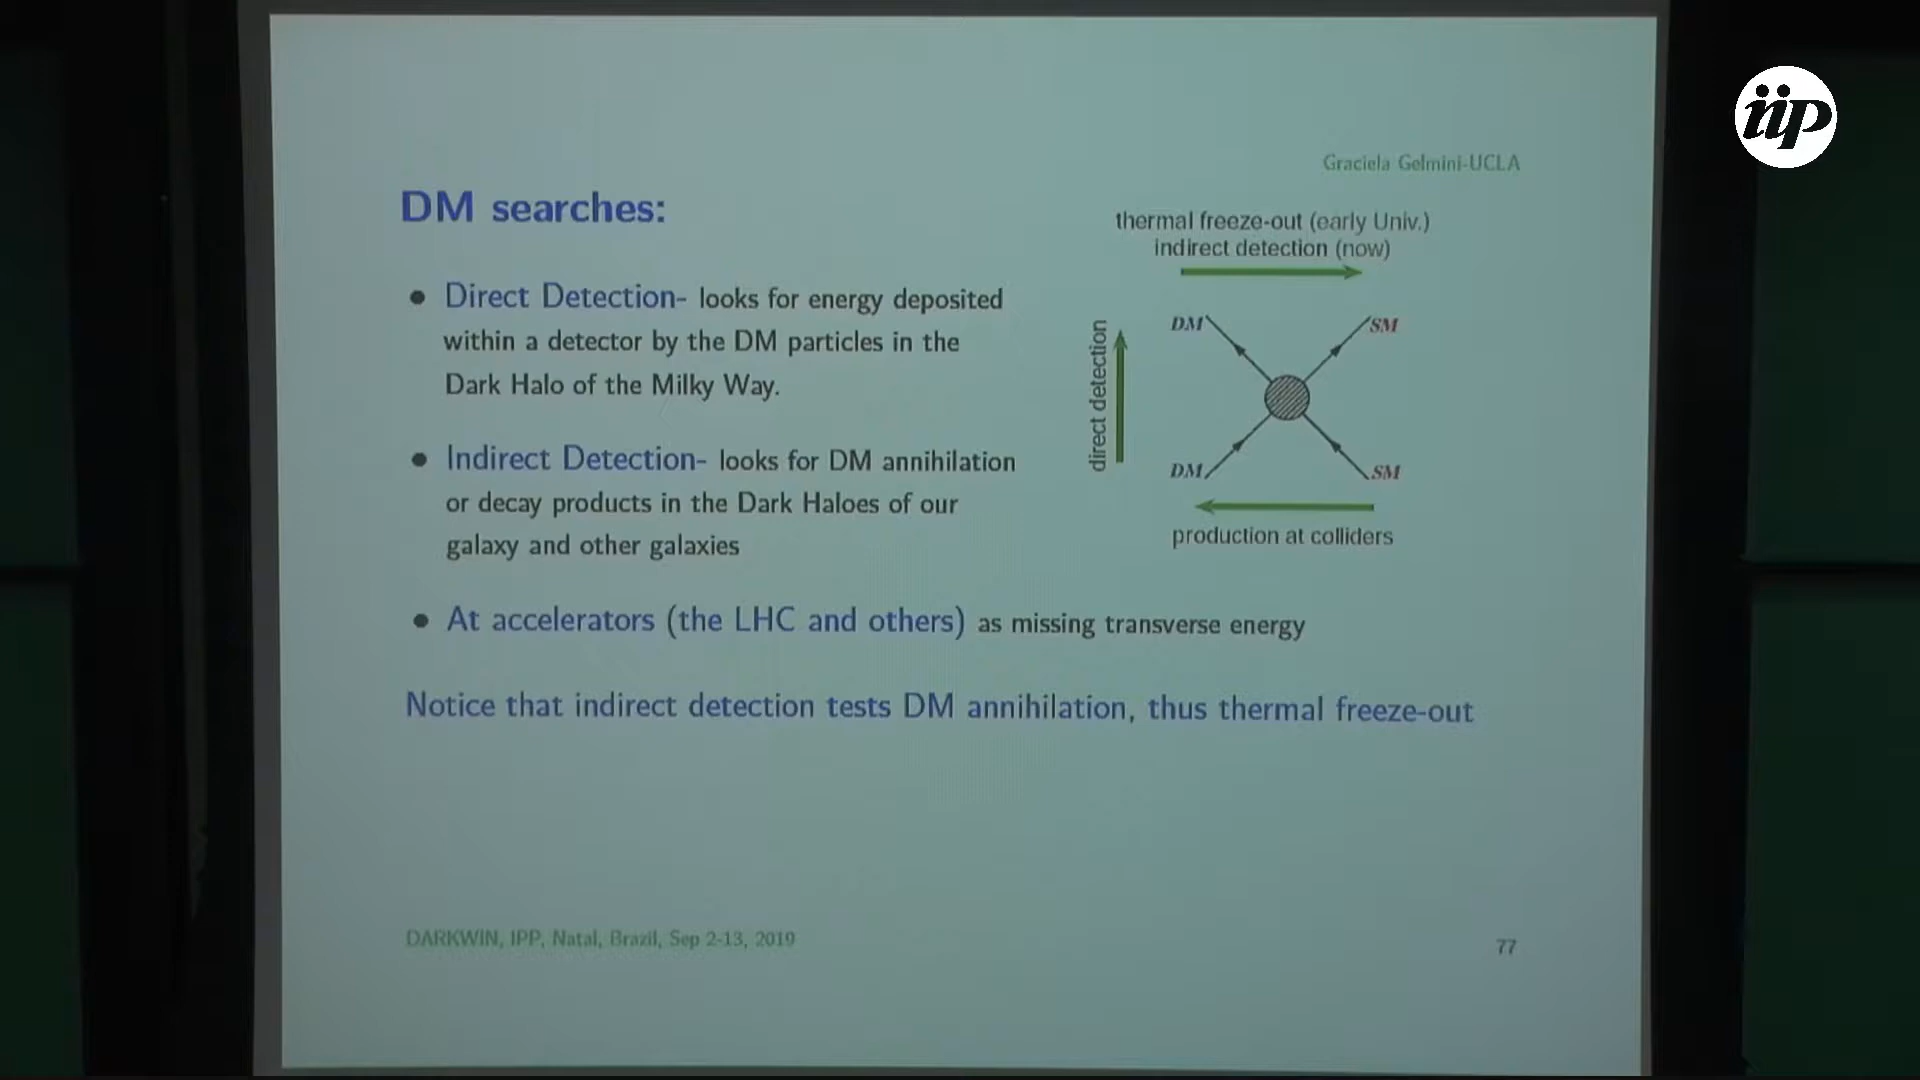 iip
Graciela Gelmini-UCLA
DM searches:
thermal freeze-out (early Univ.)
indirect detection (now)
• Direct Detection- looks for energy deposited
within a detector by the DM particles in the
Dark Halo of the Milky Way.
direct detection
DM
SM
DM
SM
production at colliders
• Indirect Detection- looks for DM annihilation
or decay products in the Dark Haloes of our
galaxy and other galaxies
• At accelerators (the LHC and others) as missing transverse energy
Notice that indirect detection tests DM annihilation, thus thermal freeze-out
DARKWIN, IPP, Natal, Brazil, Sep 2-13, 2019
77